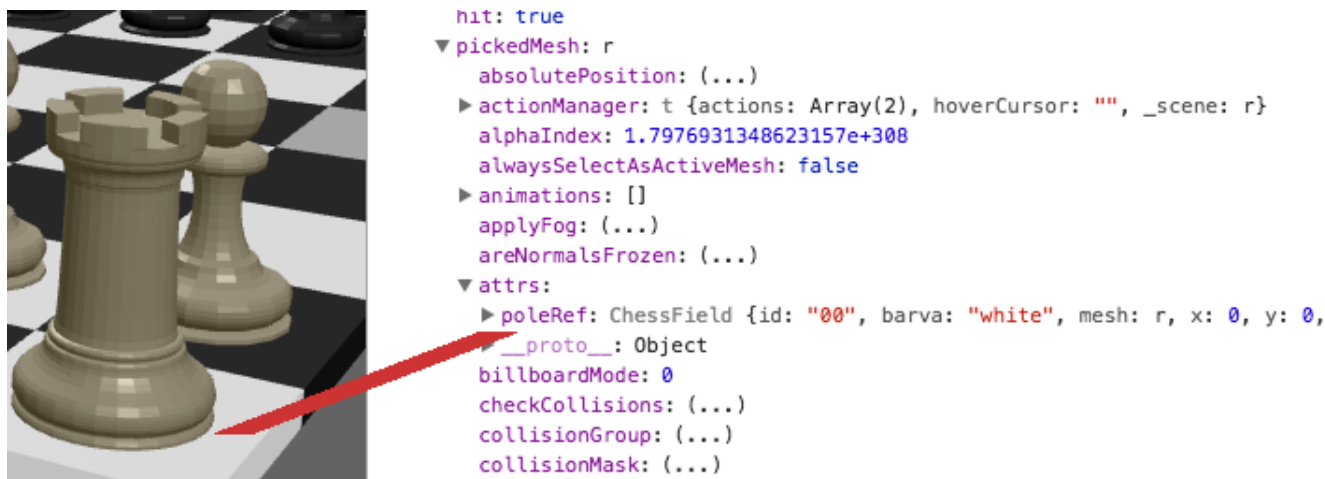 hit: true
▼ pickedMesh: r
absolutePosition: (...)
▶ actionManager: t {actions: Array(2), hoverCursor: "", _scene: r}
alphaIndex: 1.7976931348623157e+308
alwaysSelectAsActiveMesh: false
▶ animations: []
applyFog: (...)
areNormalsFrozen: (...)
▼ attrs:
▶ poleRef: ChessField {id: "00", barva: "white", mesh: r, x: 0, y: 0,
▶ __proto__: Object
billboardMode: 0
checkCollisions: (...)
collisionGroup: (...)
collisionMask: (...)